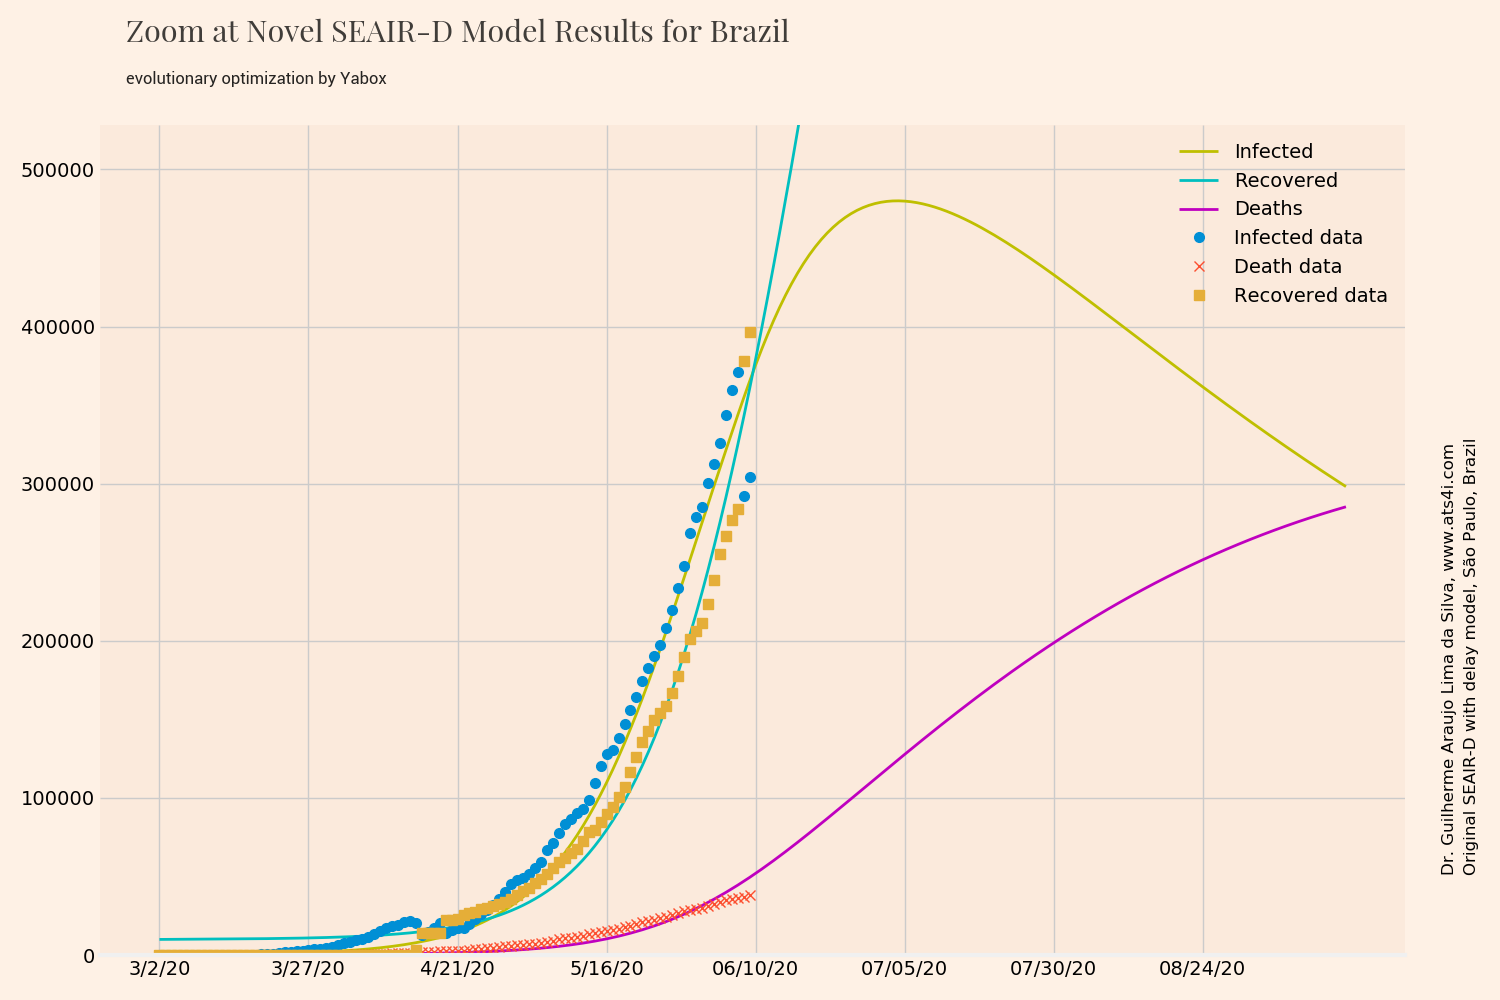 Zoom at Novel SEAIR-D Model Results for Brazil
evolutionary optimization by Yabox
Infected
Recovered
Deaths
Infected data
Death data
Recovered data
500000
400000
300000
200000
100000
0
3/2/20 3/27/20 4/21/20 5/16/20 06/10/20 07/05/20 07/30/20 08/24/20
Dr. Guilherme Araujo Lima da Silva, www.ats4i.com
Original SEAIR-D with delay model, São Paulo, Brazil